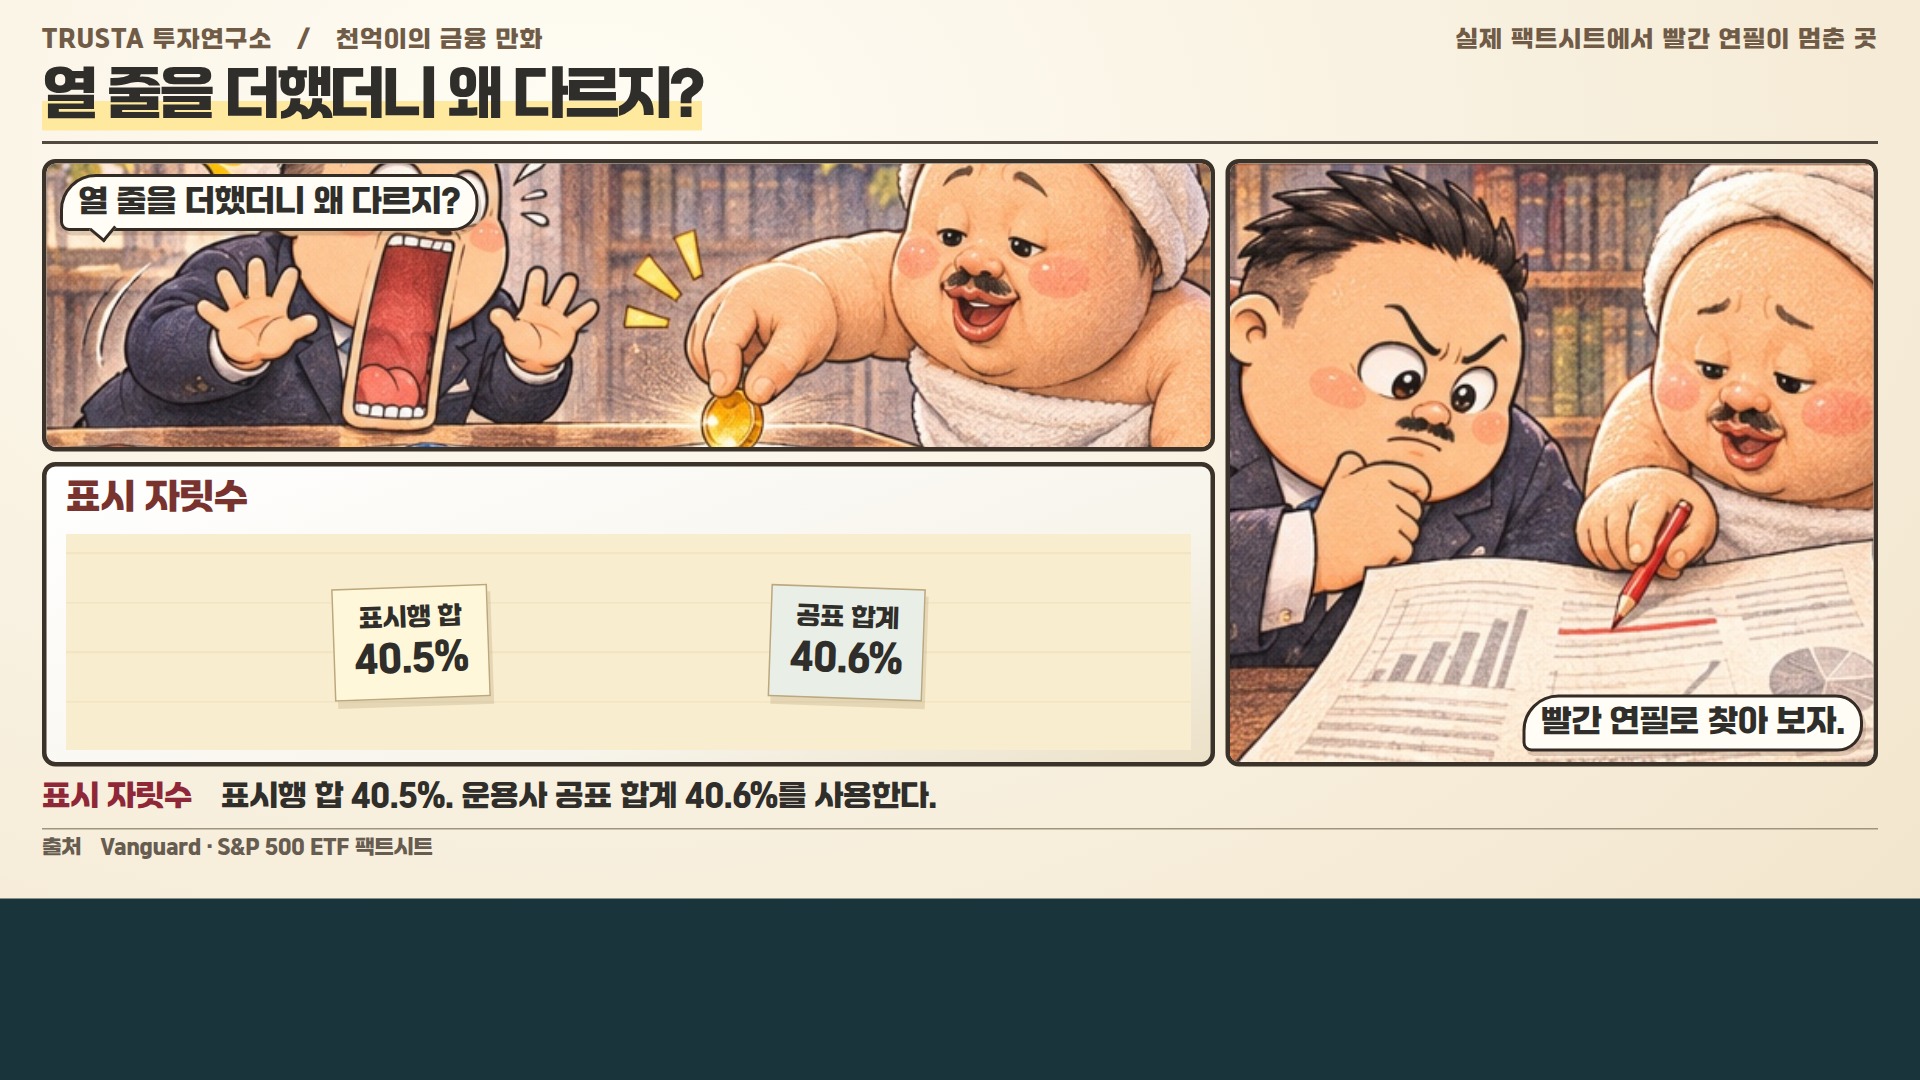 TRUSTA 투자연구소 / 천억이의 금융 만화
실제 팩트시트에서 빨간 연필이 멈춘 곳
열 줄을 더했더니 왜 다르지?
열 줄을 더했더니 왜 다르지?
표시 자릿수
표시행 합
40.5%
공표 합계
40.6%
빨간 연필로 찾아 보자.
표시 자릿수 표시행 합 40.5%. 운용사 공표 합계 40.6%를 사용한다.
출처 Vanguard · S&P 500 ETF 팩트시트